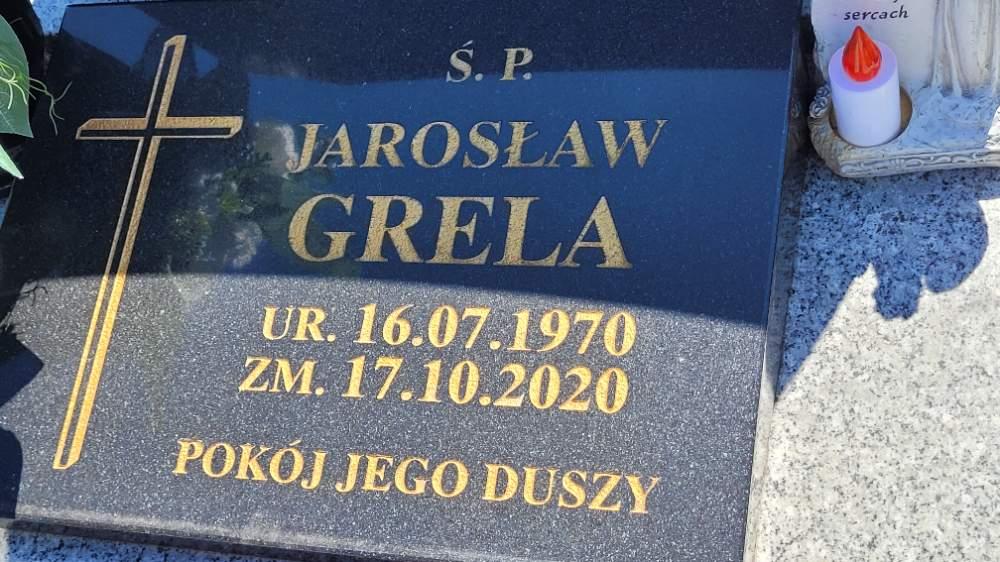 sercach
Ś. P.
JAROSŁAW
GRELA
UR. 16.07.1970
ZM. 17.10.2020
POKÓJ JEGO DUSZY